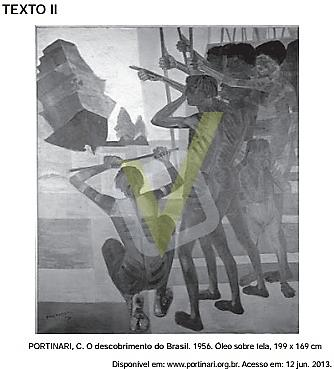 TEXTO II
PORTINARI, C. O descobrimento do Brasil. 1956. Óleo sobre tela, 199 x 169 cm
Disponível em: www.portinari.org.br. Acesso em: 12 jun. 2013.